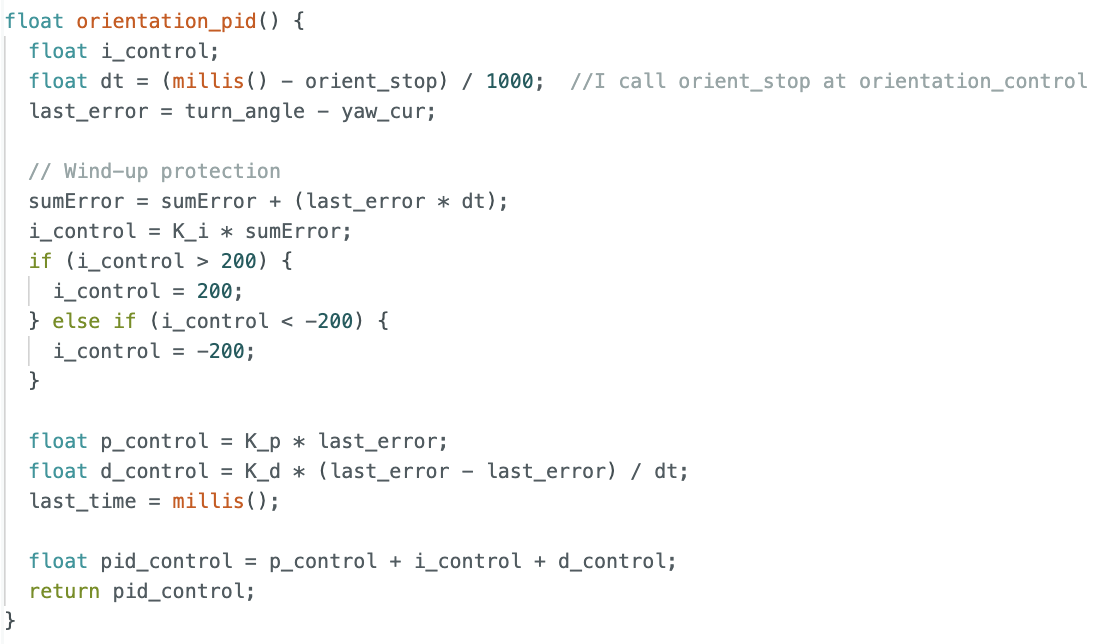 float orientation_pid() {
float i_control;
float dt = (millis() - orient_stop) / 1000;  //I call orient_stop at orientation_control
last_error = turn_angle - yaw_cur;
// Wind-up protection
sumError = sumError + (last_error * dt);
i_control = K_i * sumError;
if (i_control > 200) {
i_control = 200;
} else if (i_control < -200) {
i_control = -200;
}
float p_control = K_p * last_error;
float d_control = K_d * (last_error - last_error) / dt;
last_time = millis();
float pid_control = p_control + i_control + d_control;
return pid_control;
}